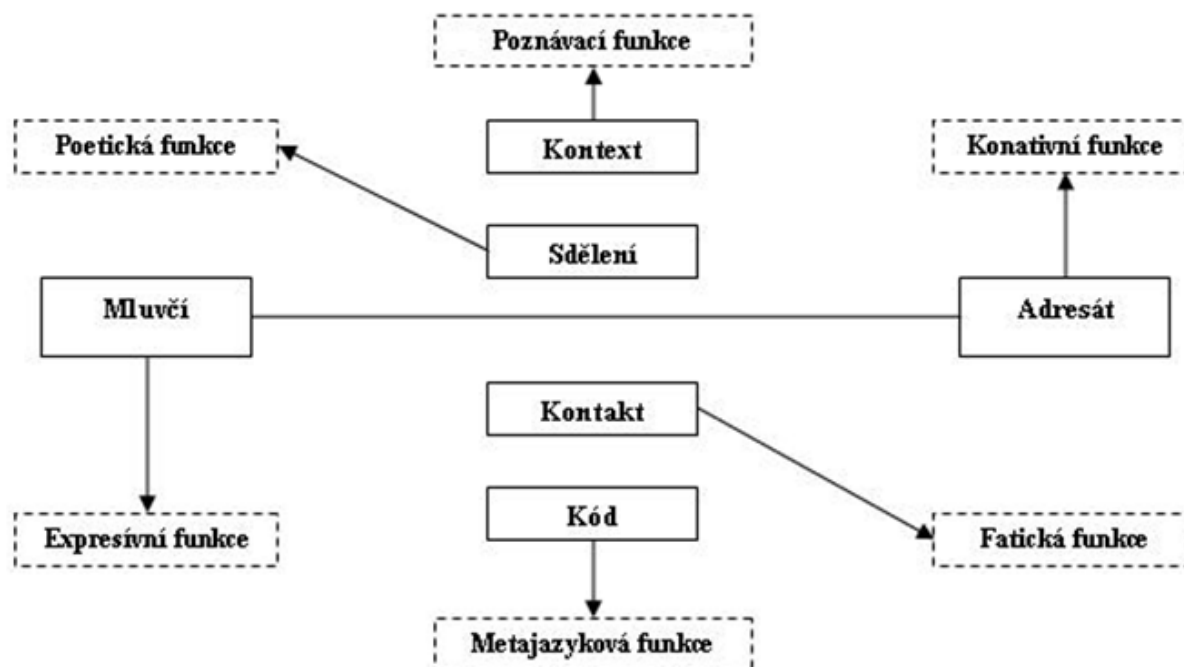 Poznávací funkce
Poetická funkce
Kontext
Konativní funkce
Sdělení
Mluvčí
Adresát
Kontakt
Kód
Expresívní funkce
Fatická funkce
Metajazyková funkce